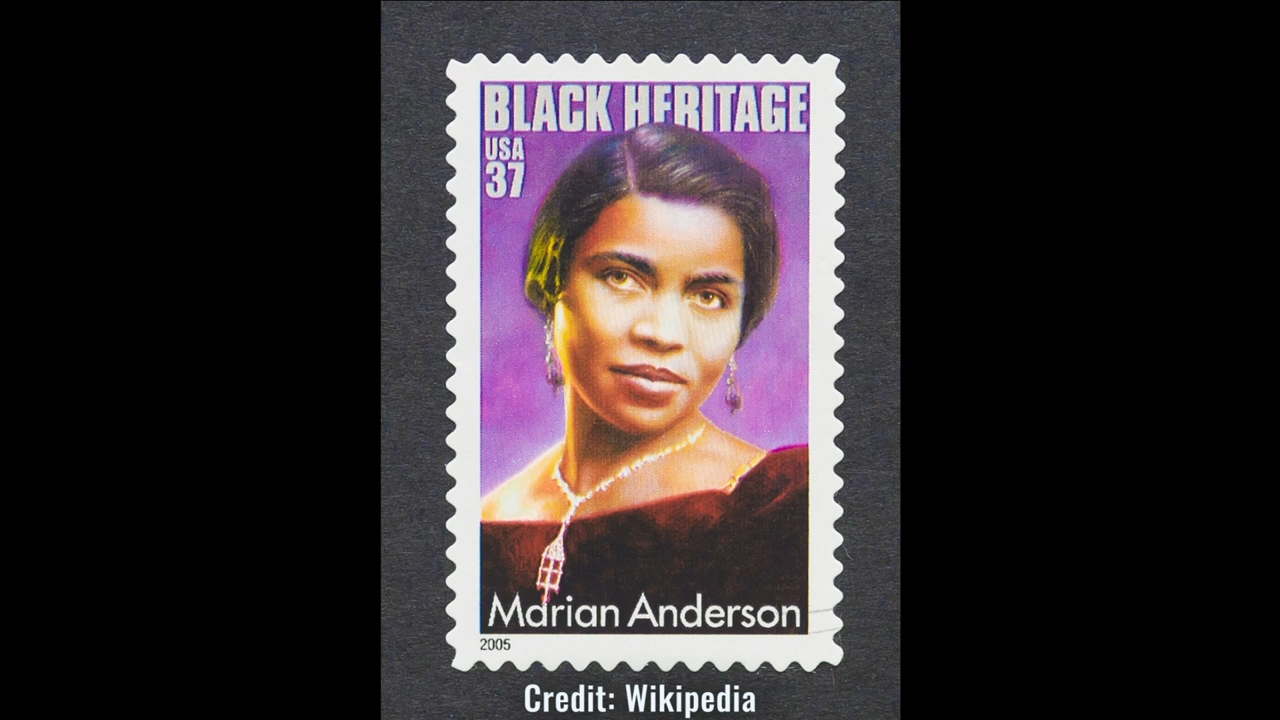 BLACK HERITAGE
USA
37
Marian Anderson
2005
Credit: Wikipedia